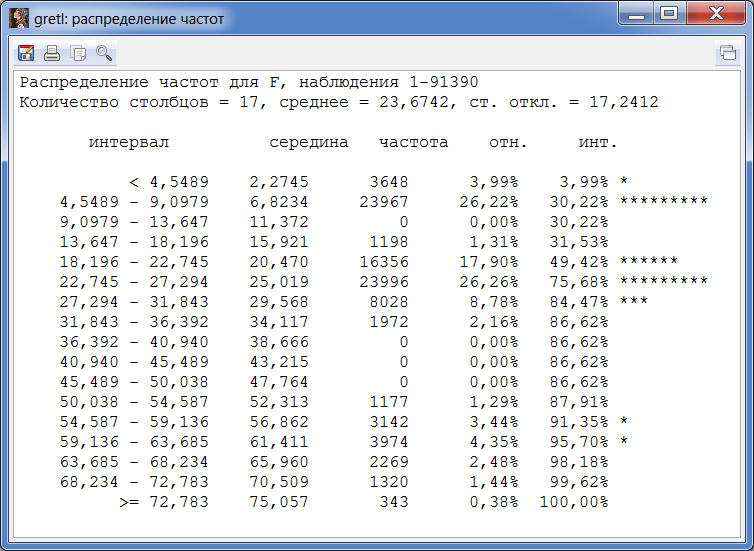 gretl: распределение частот
Распределение частот для F, наблюдения 1-91390
Количество столбцов = 17, среднее = 23,6742, ст. откл. = 17,2412
интервал середина частота отн. инт.
< 4,5489 2,2745 3648 3,99% 3,99% *
4,5489 - 9,0979 6,8234 23967 26,22% 30,22% *********
9,0979 - 13,647 11,372 0 0,00% 30,22%
13,647 - 18,196 15,921 1198 1,31% 31,53%
18,196 - 22,745 20,470 16356 17,90% 49,42% ******
22,745 - 27,294 25,019 23996 26,26% 75,68% *********
27,294 - 31,843 29,568 8028 8,78% 84,47% ***
31,843 - 36,392 34,117 1972 2,16% 86,62%
36,392 - 40,940 38,666 0 0,00% 86,62%
40,940 - 45,489 43,215 0 0,00% 86,62%
45,489 - 50,038 47,764 0 0,00% 86,62%
50,038 - 54,587 52,313 1177 1,29% 87,91%
54,587 - 59,136 56,862 3142 3,44% 91,35% *
59,136 - 63,685 61,411 3974 4,35% 95,70% *
63,685 - 68,234 65,960 2269 2,48% 98,18%
68,234 - 72,783 70,509 1320 1,44% 99,62%
>= 72,783 75,057 343 0,38% 100,00%